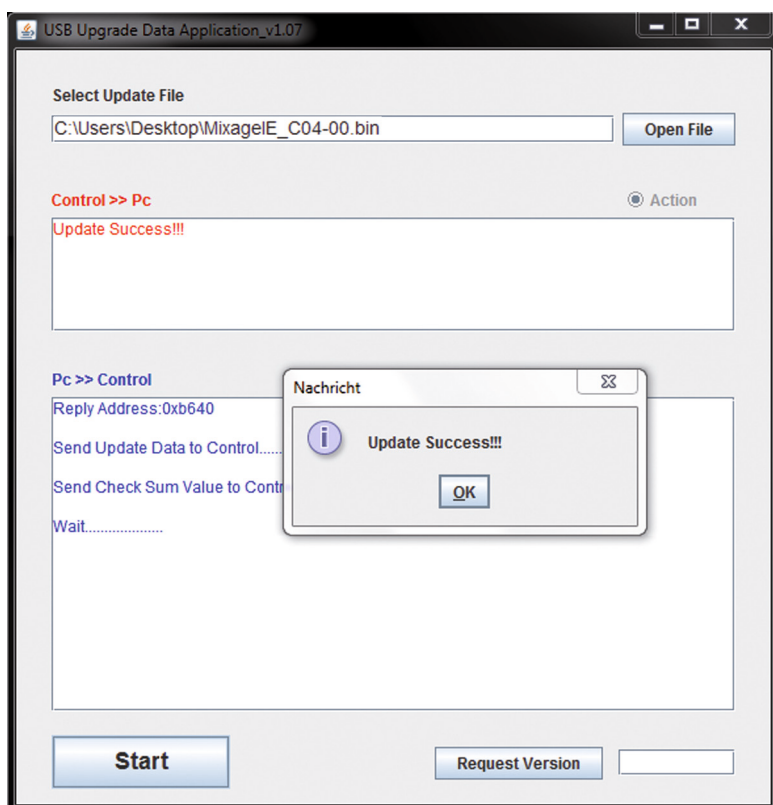 USB Upgrade Data Application_v1.07
Select Update File
C:\Users\Desktop\MixagelE_C04-00.bin
Open File
Control >> Pc
Action
Update Success!!!
Pc >> Control
Reply Address:0xb640
Send Update Data to Control......
Send Check Sum Value to Contr
Wait....................
Nachricht
Update Success!!!
OK
Start
Request Version